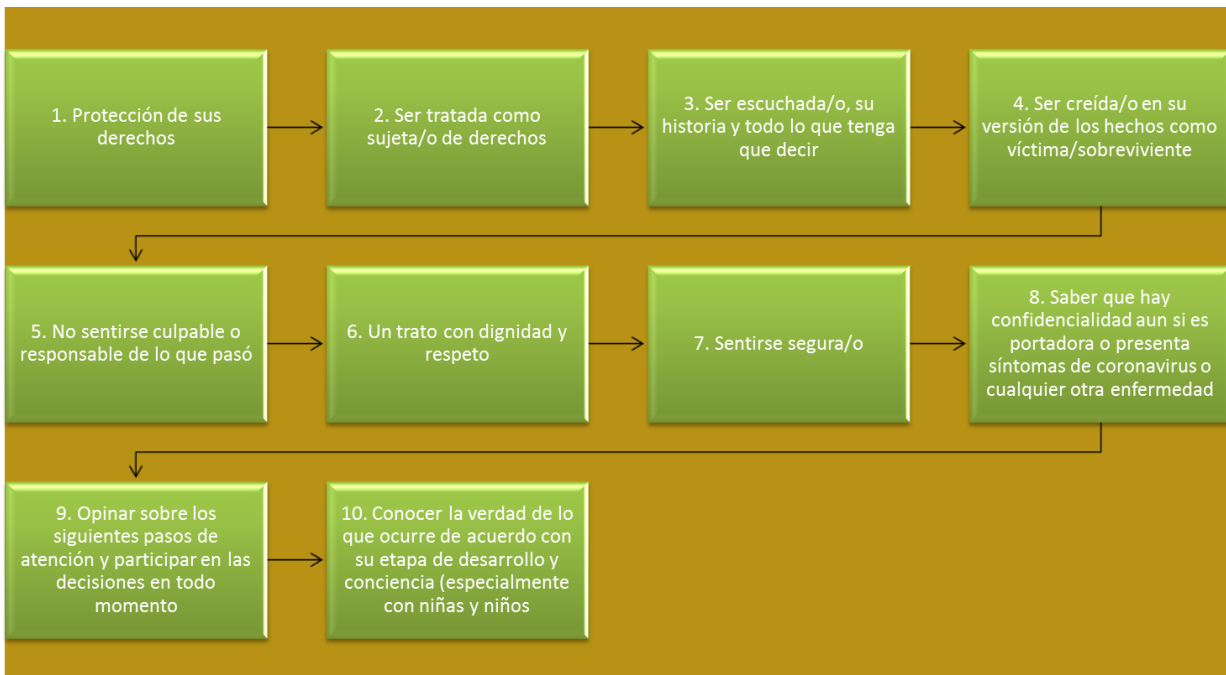 1. Protección de sus
derechos
2. Ser tratada como
sujeta/o de derechos
3. Ser escuchada/o, su
historia y todo lo que tenga
que decir
4. Ser creída/o en su
versión de los hechos como
víctima/sobreviviente
5. No sentirse culpable o
responsable de lo que pasó
6. Un trato con dignidad y
respeto
7. Sentirse segura/o
8. Saber que hay
confidencialidad aun si es
portadora o presenta
síntomas de coronavirus o
cualquier otra enfermedad
9. Opinar sobre los
siguientes pasos de
atención y participar en las
decisiones en todo
momento
10. Conocer la verdad de lo
que ocurre de acuerdo con
su etapa de desarrollo y
conciencia (especialmente
con niñas y niños